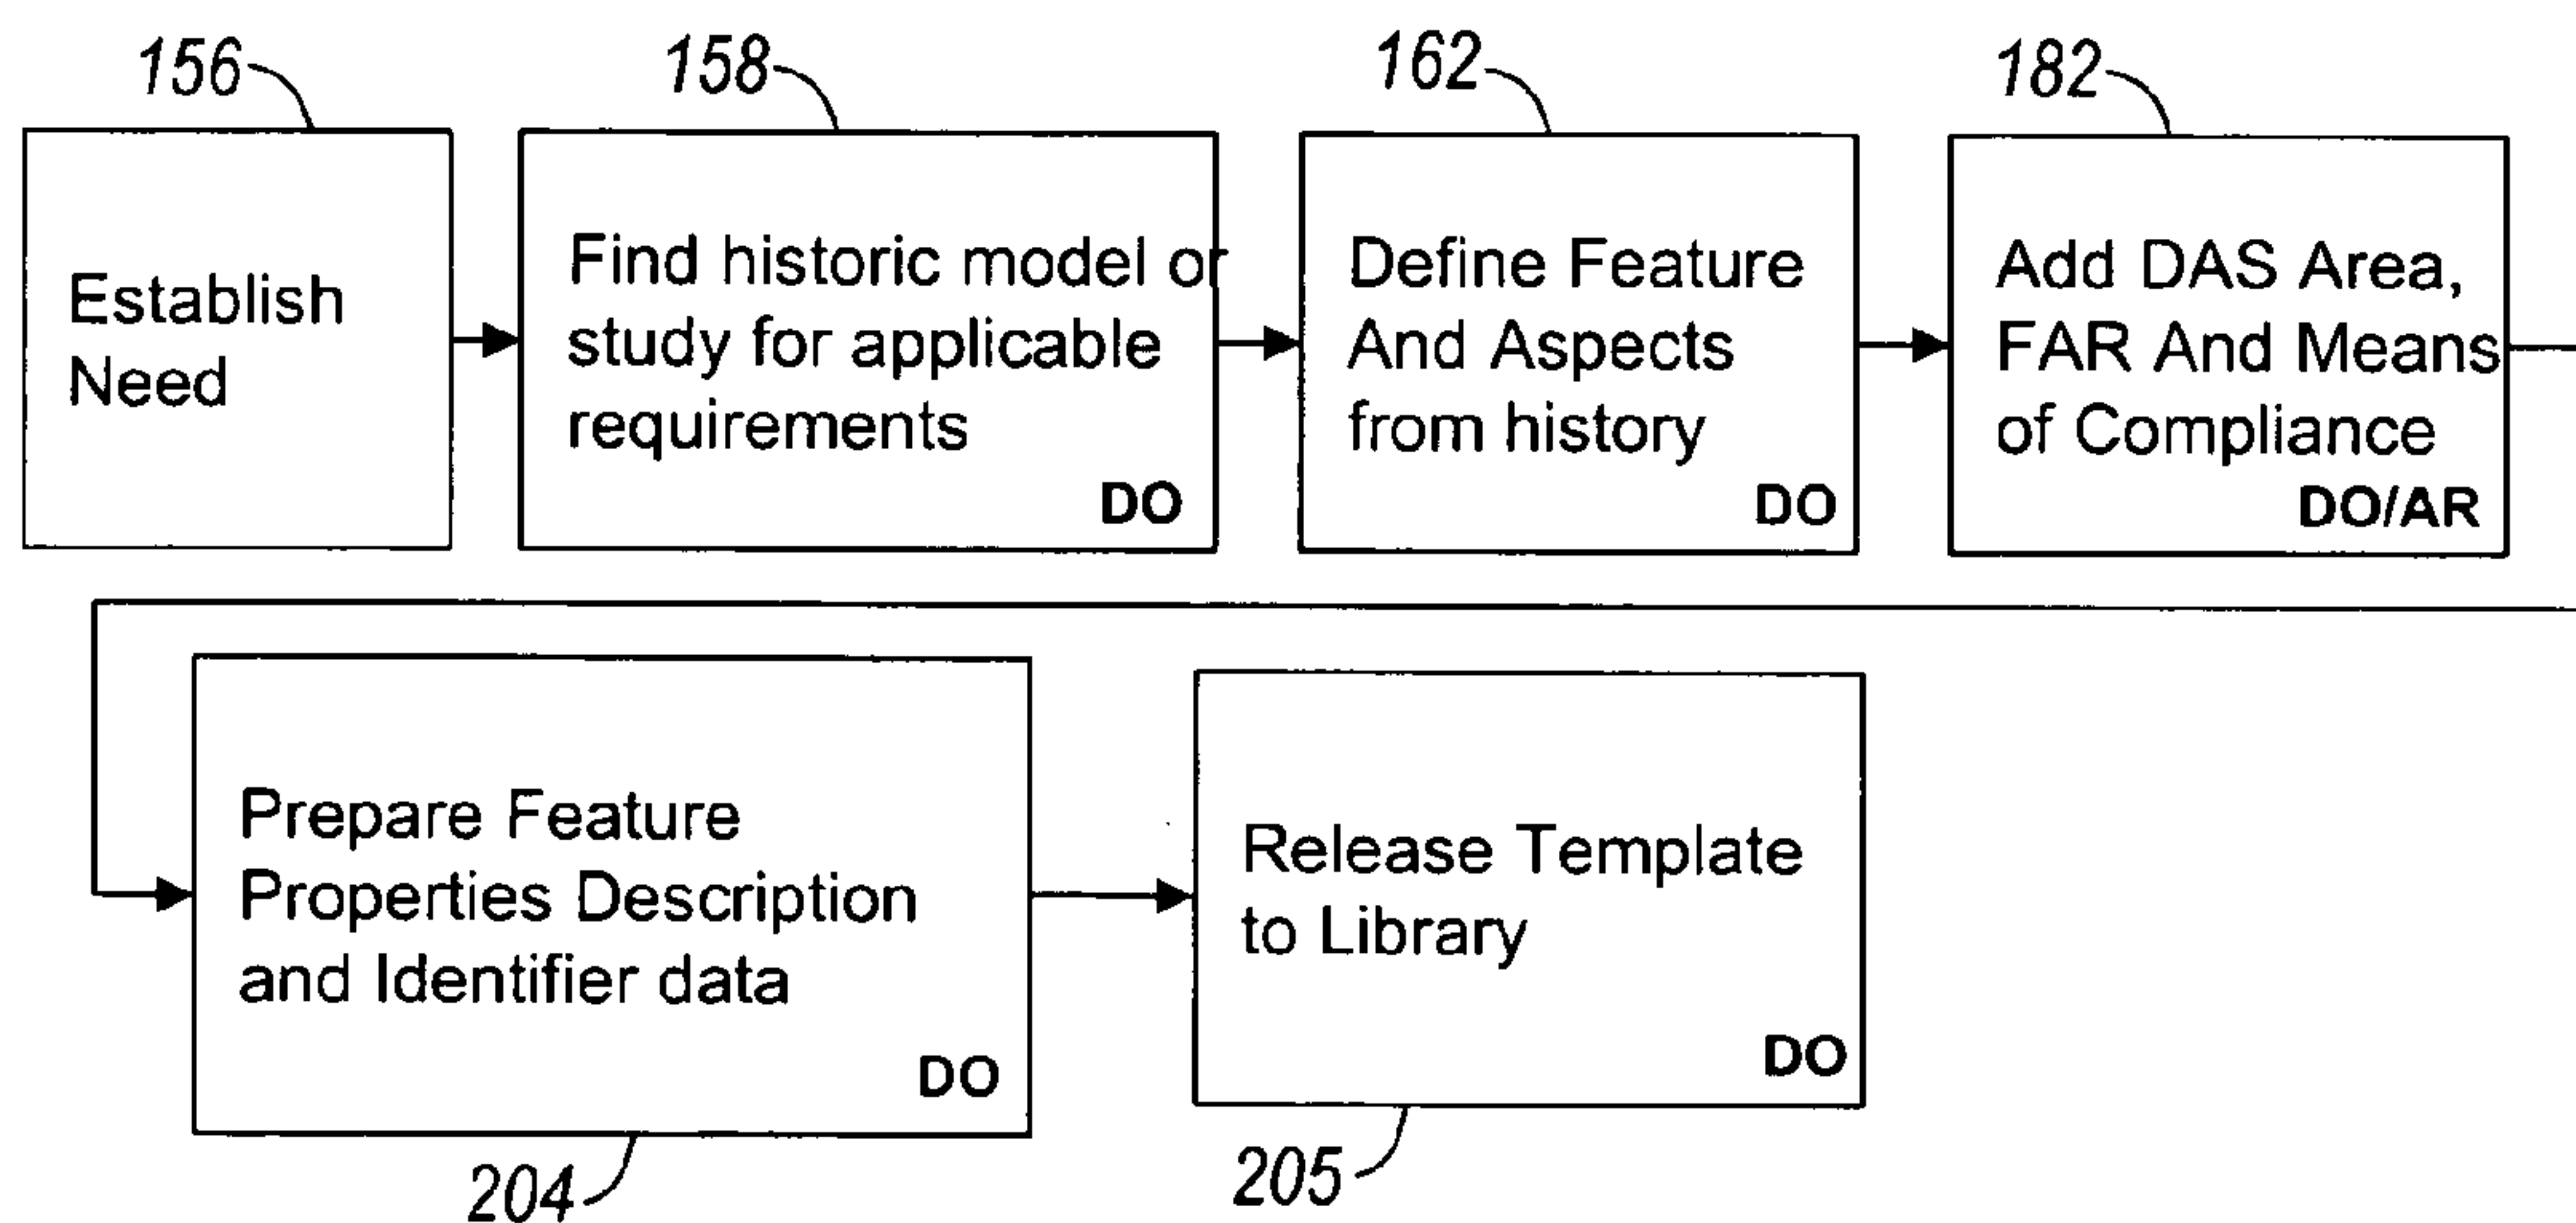 156
158
162
182
Establish
Need
Find historic model or
study for applicable
requirements
DO
Define Feature
And Aspects
from history
DO
Add DAS Area,
FAR And Means
of Compliance
DO/AR
Prepare Feature
Properties Description
and Identifier data
DO
Release Template
to Library
DO
204
205